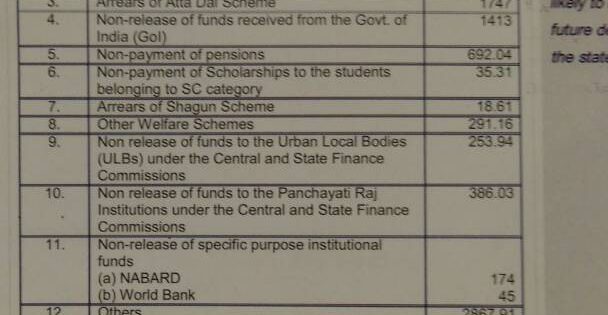 3. Arrears of Atta Dal Scheme 1747
4. Non-release of funds received from the Govt. of 1413
India (GoI)
5. Non-payment of pensions 692.04
6. Non-payment of Scholarships to the students 35.31
belonging to SC category
7. Arrears of Shagun Scheme 18.61
8. Other Welfare Schemes 291.16
9. Non release of funds to the Urban Local Bodies 253.94
(ULBs) under the Central and State Finance
Commissions
10. Non release of funds to the Panchayati Raj 386.03
Institutions under the Central and State Finance
Commissions
11. Non-release of specific purpose institutional
funds
(a) NABARD 174
(b) World Bank 45
12. Others 2867.91
likely to
future
the state